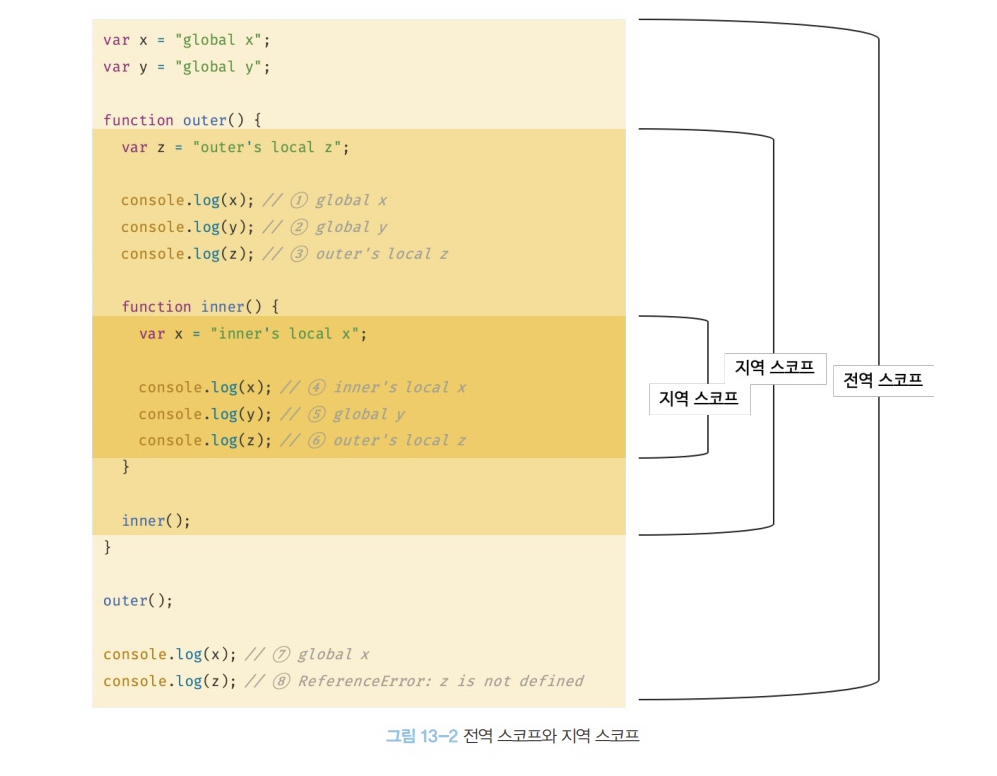 var x = "global x";
var y = "global y";
function outer() {
var z = "outer's local z";
console.log(x); // ① global x
console.log(y); // ② global y
console.log(z); // ③ outer's local z
function inner() {
var x = "inner's local x";
console.log(x); // ④ inner's local x
console.log(y); // ⑤ global y
console.log(z); // ⑥ outer's local z
}
inner();
}
outer();
console.log(x); // ⑦ global x
console.log(z); // ⑧ ReferenceError: z is not defined
지역 스코프
지역 스코프
전역 스코프
그림 13-2 전역 스코프와 지역 스코프